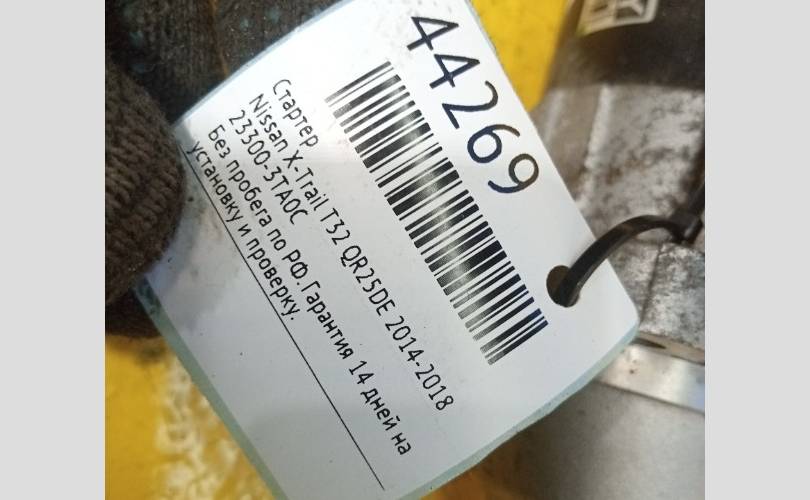 44269
Стартер
Nissan X-Trail T32 QR25DE 2014-2018
23300-3TA0C
Без пробега по РФ. Гарантия 14 дней на
установку и проверку.